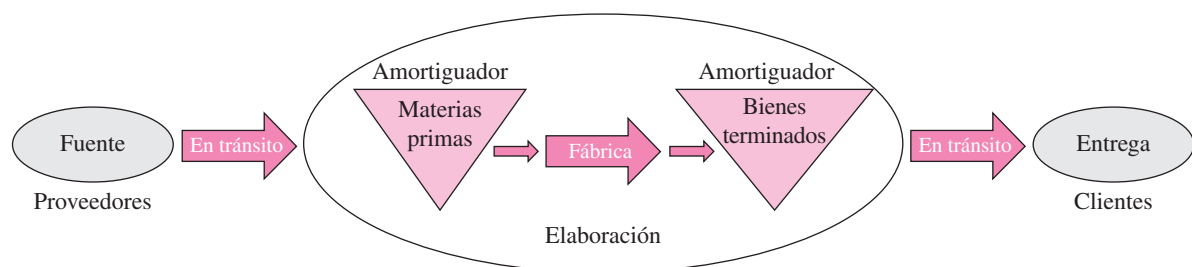 Fuente
Proveedores
En tránsito
Amortiguador
Materias
primas
Fábrica
Amortiguador
Bienes
terminados
Elaboración
En tránsito
Entrega
Clientes